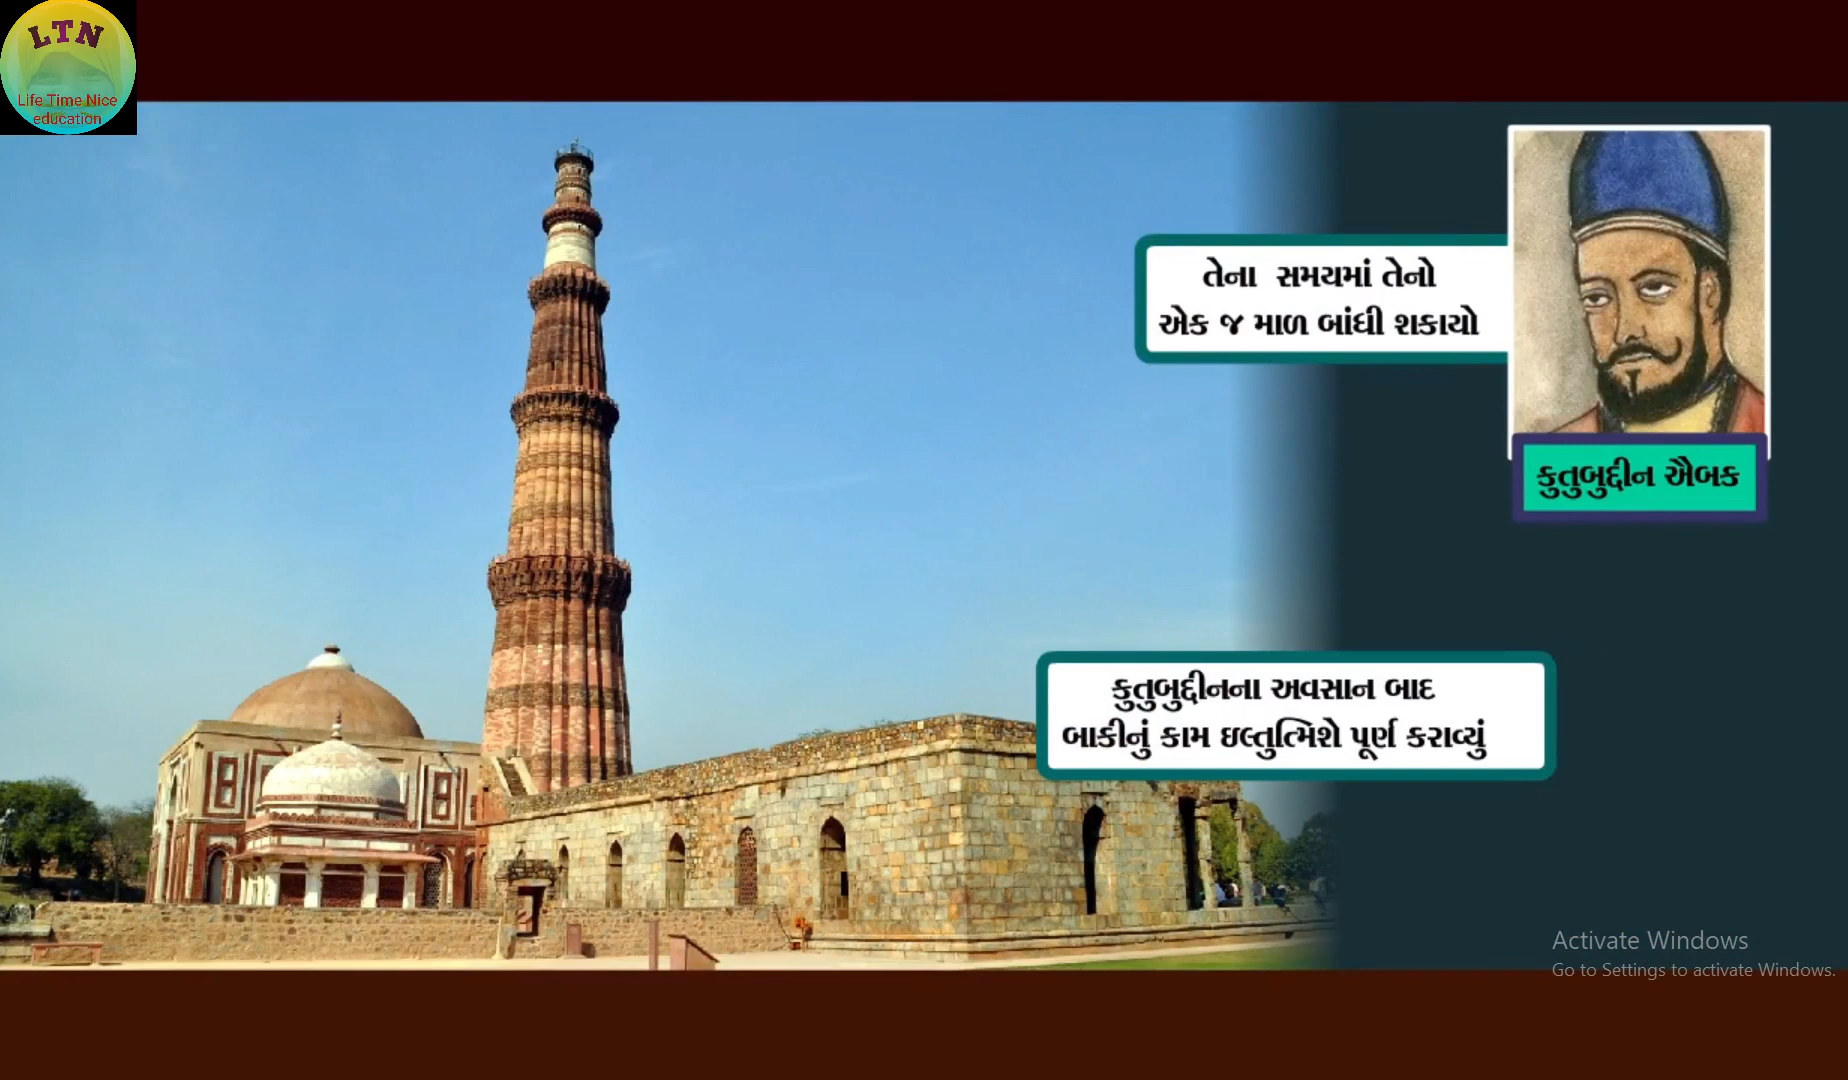 LTN
Life Time Nice
education
તેના સમયમાં તેનો
એક જ માળ બાંધી શકાયો
કુતુબુદ્દીન ઐબક
કુતુબુદ્દીનના અવસાન બાદ
બાકીનું કામ ઇલ્તુત્મિશે પૂર્ણ કરાવ્યું
Activate Windows
Go to Settings to activate Windows.